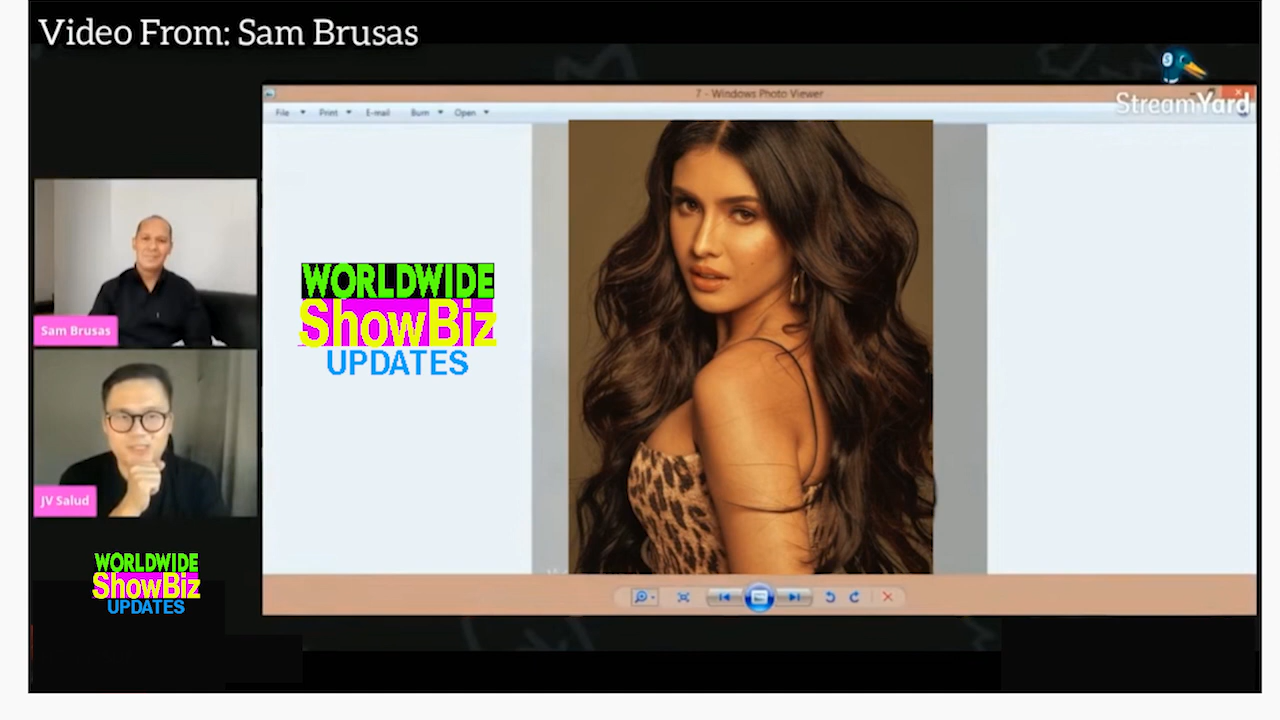 Video From: Sam Brusas
StreamYard
7 - Windows Photo Viewer
File
Print
E-mail
Burn
Open
WORLDWIDE
ShowBiz
UPDATES
Sam Brusas
JV Salud
WORLDWIDE
ShowBiz
UPDATES